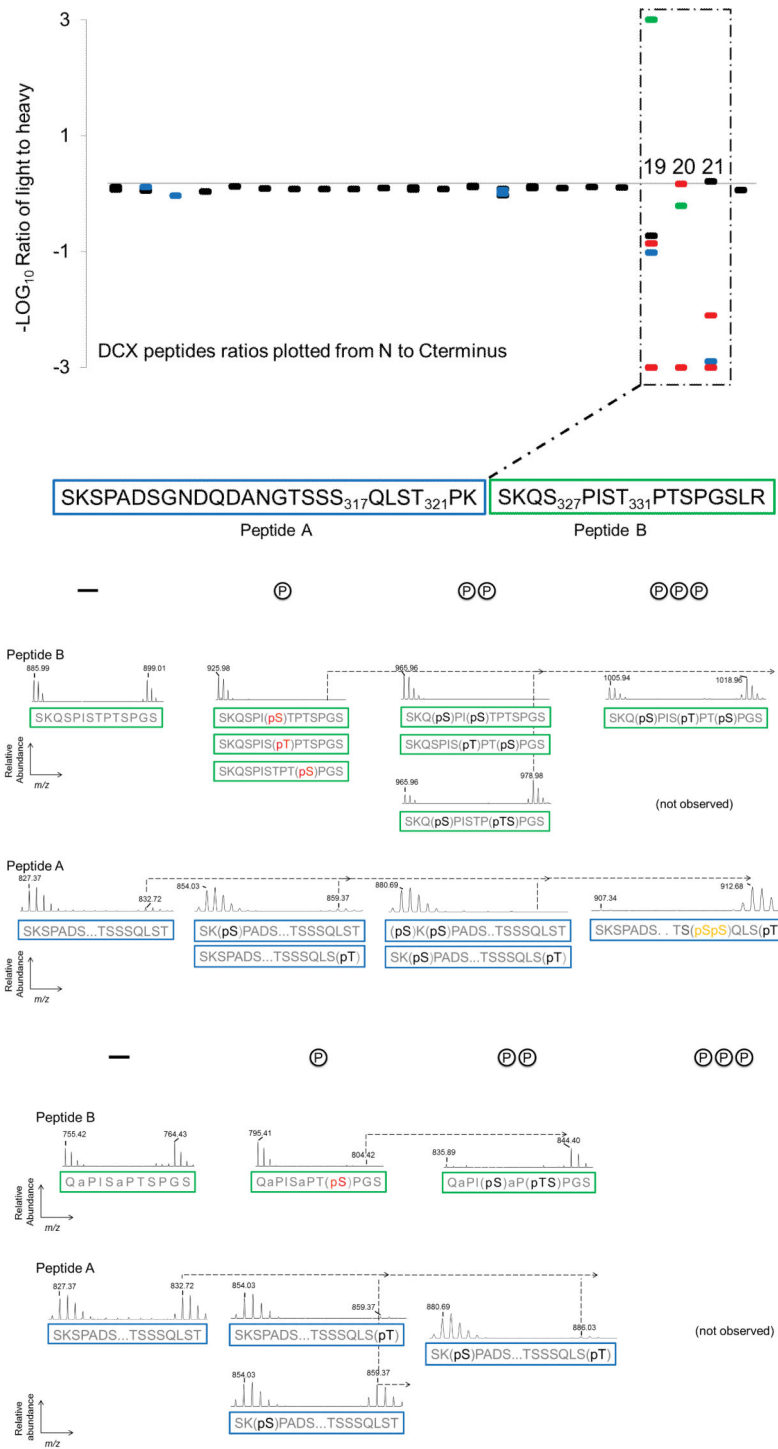 3
1
-1
-3
-LOG10 Ratio of light to heavy
19 20 21
DCX peptides ratios plotted from N to Cterminus
SKSPADSGNDQDANGTSSS317QLST321PK
SKQS327PIST331PTSPGSLR
Peptide A
Peptide B
P
P P
P P P
Peptide B
885.99
899.01
SKQSPISTPTSPGS
925.98
SKQSPI(pS)TPTSPGS
SKQSPIS(pT)PTSPGS
SKQSPISTPT(pS)PGS
965.96
SKQ(pS)PI(pS)TPTSPGS
SKQSPIS(pT)PT(pS)PGS
965.96
978.98
SKQ(pS)PISTP(pTS)PGS
1005.94
1018.96
SKQ(pS)PIS(pT)PT(pS)PGS
(not observed)
Relative
Abundance
m/z
Peptide A
827.37
832.72
SKSPADS...TSSSQLST
854.03
859.37
SK(pS)PADS...TSSSQLST
SKSPADS...TSSSQLS(pT)
880.69
(pS)K(pS)PADS..TSSSQLST
SK(pS)PADS...TSSSQLS(pT)
907.34
912.68
SKSPADS. . TS(pSpS)QLS(pT
Relative
Abundance
m/z
P
P P
P P P
Peptide B
755.42
764.43
QaPISaPTSPGS
795.41
804.42
QaPISaPT(pS)PGS
835.89
844.40
QaPI(pS)aP(pTS)PGS
Relative
Abundance
m/z
Peptide A
827.37
832.72
SKSPADS...TSSSQLST
854.03
859.37
SKSPADS...TSSSQLS(pT)
854.03
859.37
SK(pS)PADS...TSSSQLST
880.69
886.03
SK(pS)PADS...TSSSQLS(pT)
(not observed)
Relative
abundance
m/z